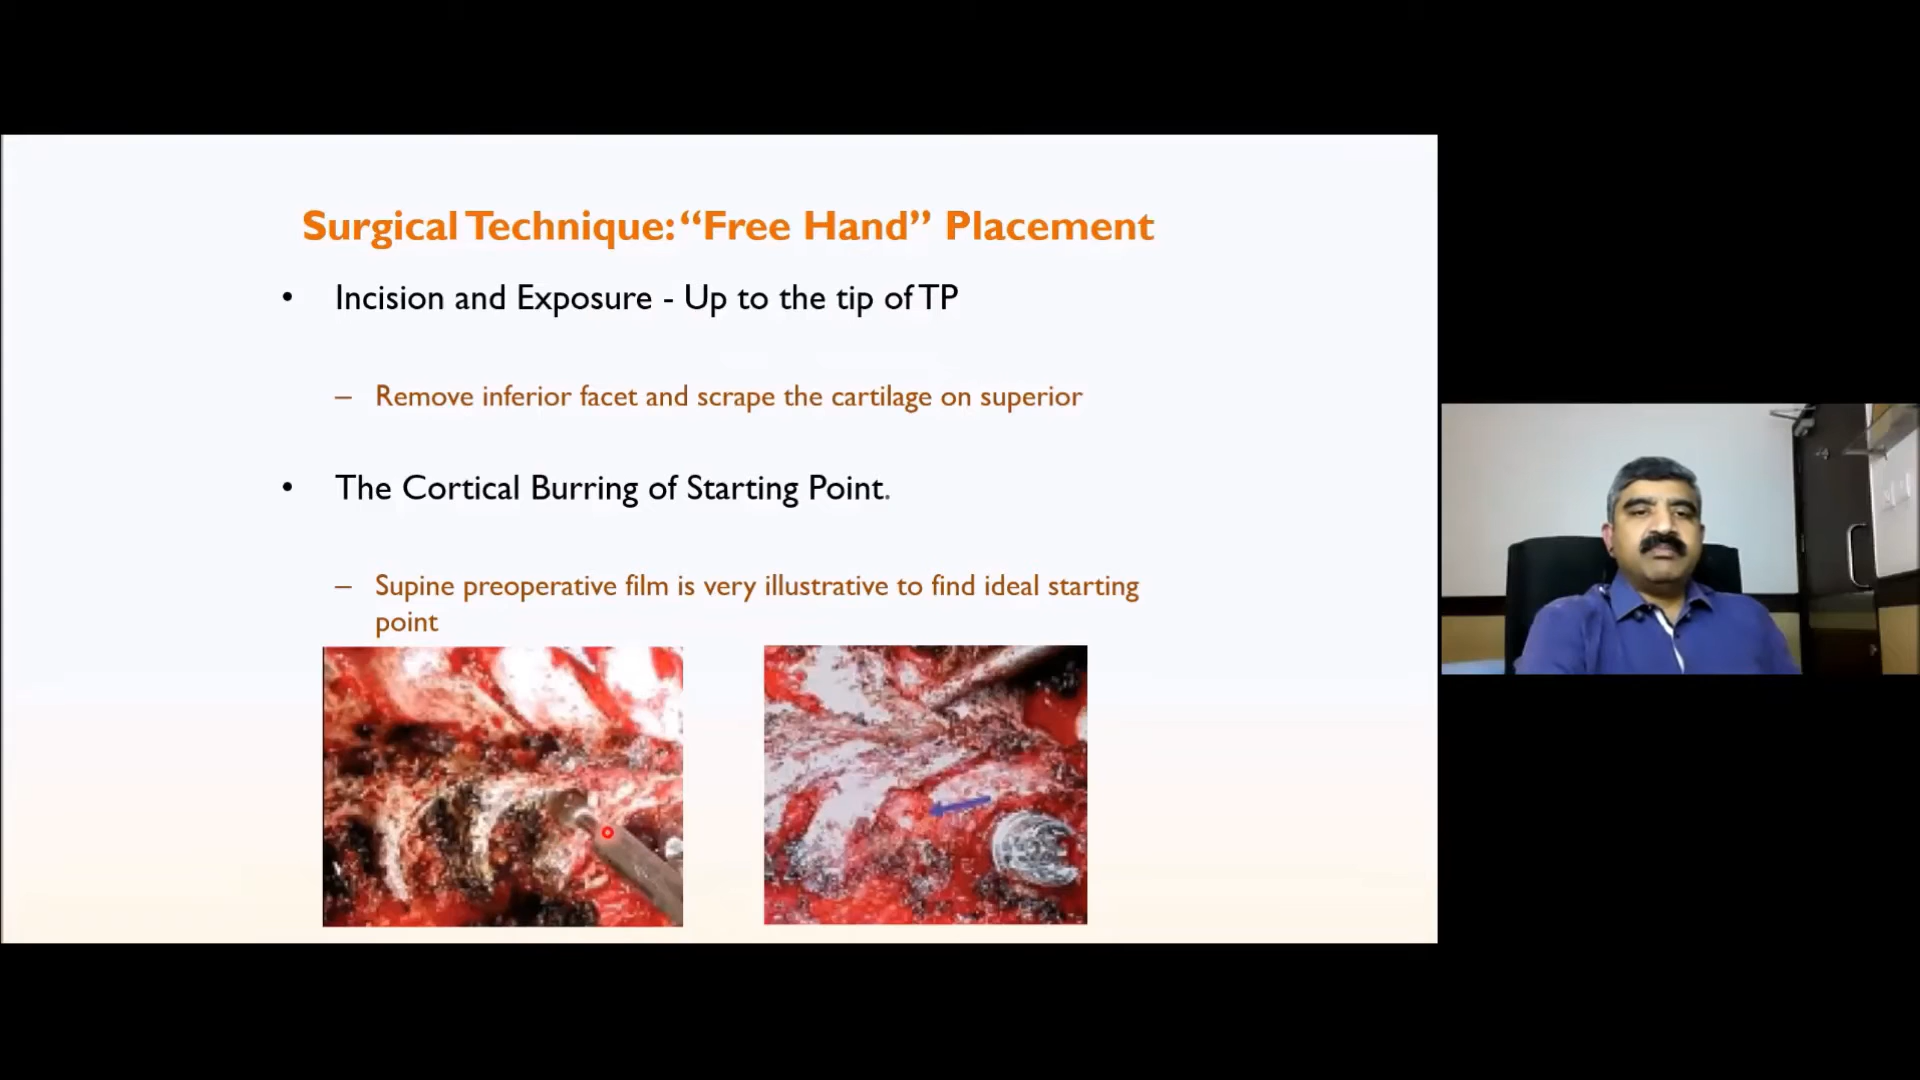 Surgical Technique: “Free Hand” Placement
• Incision and Exposure - Up to the tip of TP
– Remove inferior facet and scrape the cartilage on superior
• The Cortical Burring of Starting Point.
– Supine preoperative film is very illustrative to find ideal starting
point